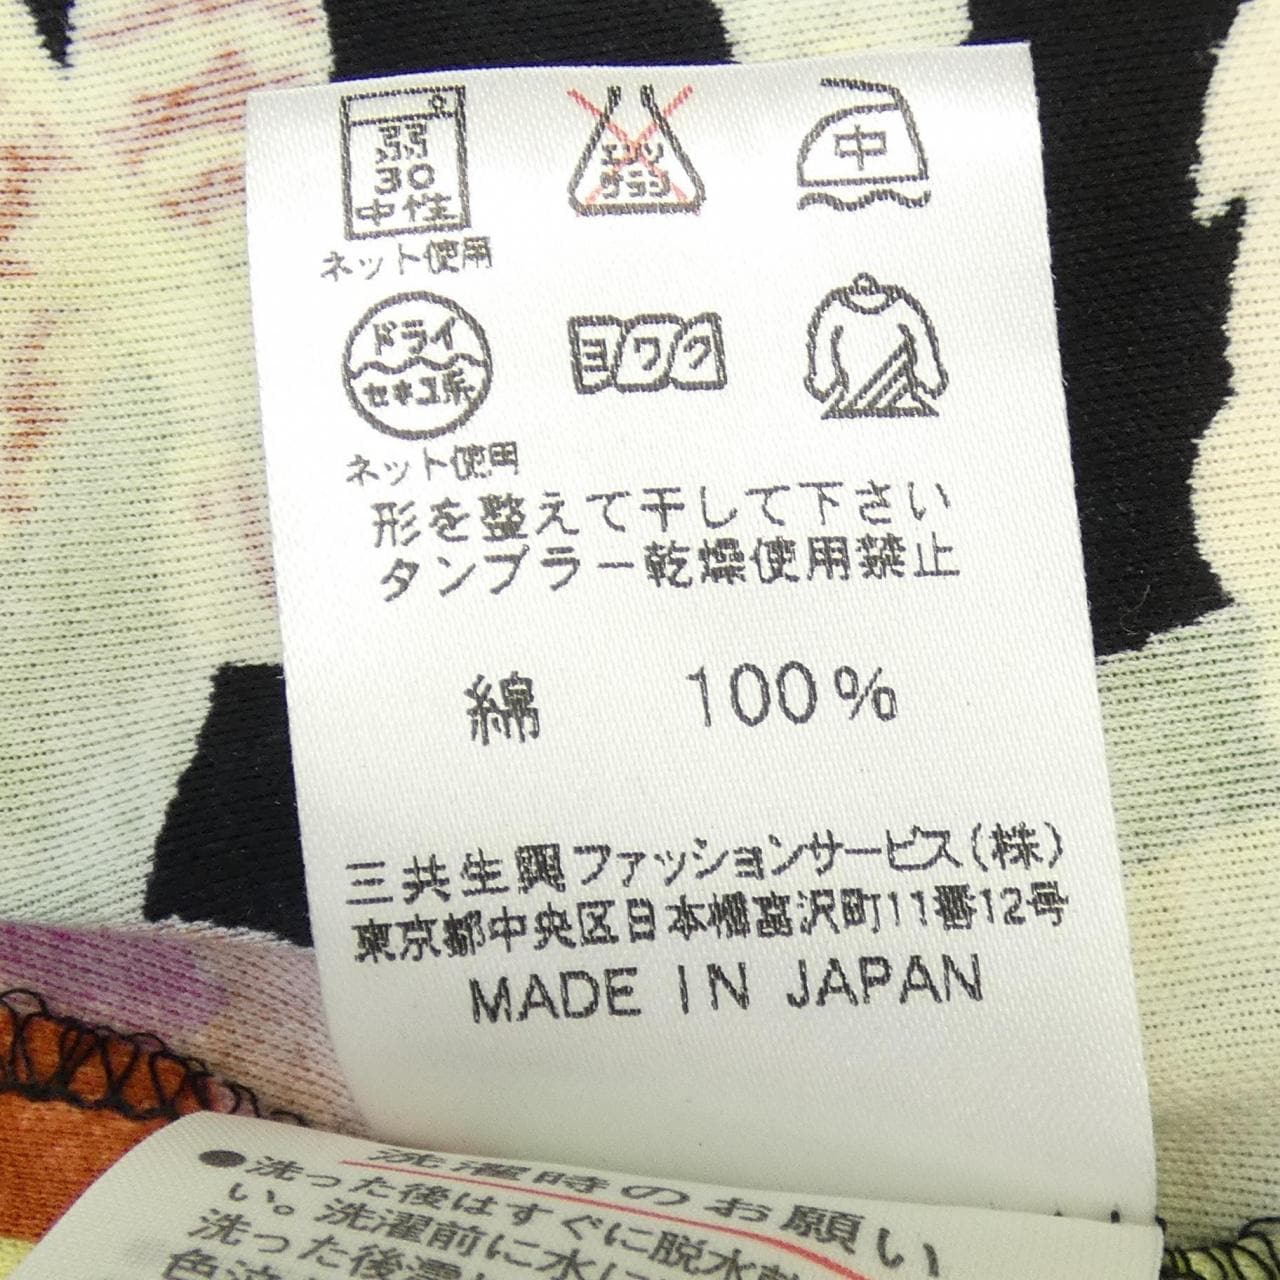 弱
30
中性
ネット使用
エンソ
サラシ
中
ドライ
セキユ系
ネット使用
ヨワク
形を整えて干して下さい
タンブラー乾燥使用禁止
綿 100%
三共生興ファッションサービス(株)
東京都中央区日本橋富沢町11番12号
MADE IN JAPAN
洗濯時のお願い
●洗った後はすぐに脱水
い。洗濯前に水に
洗った後濡
色